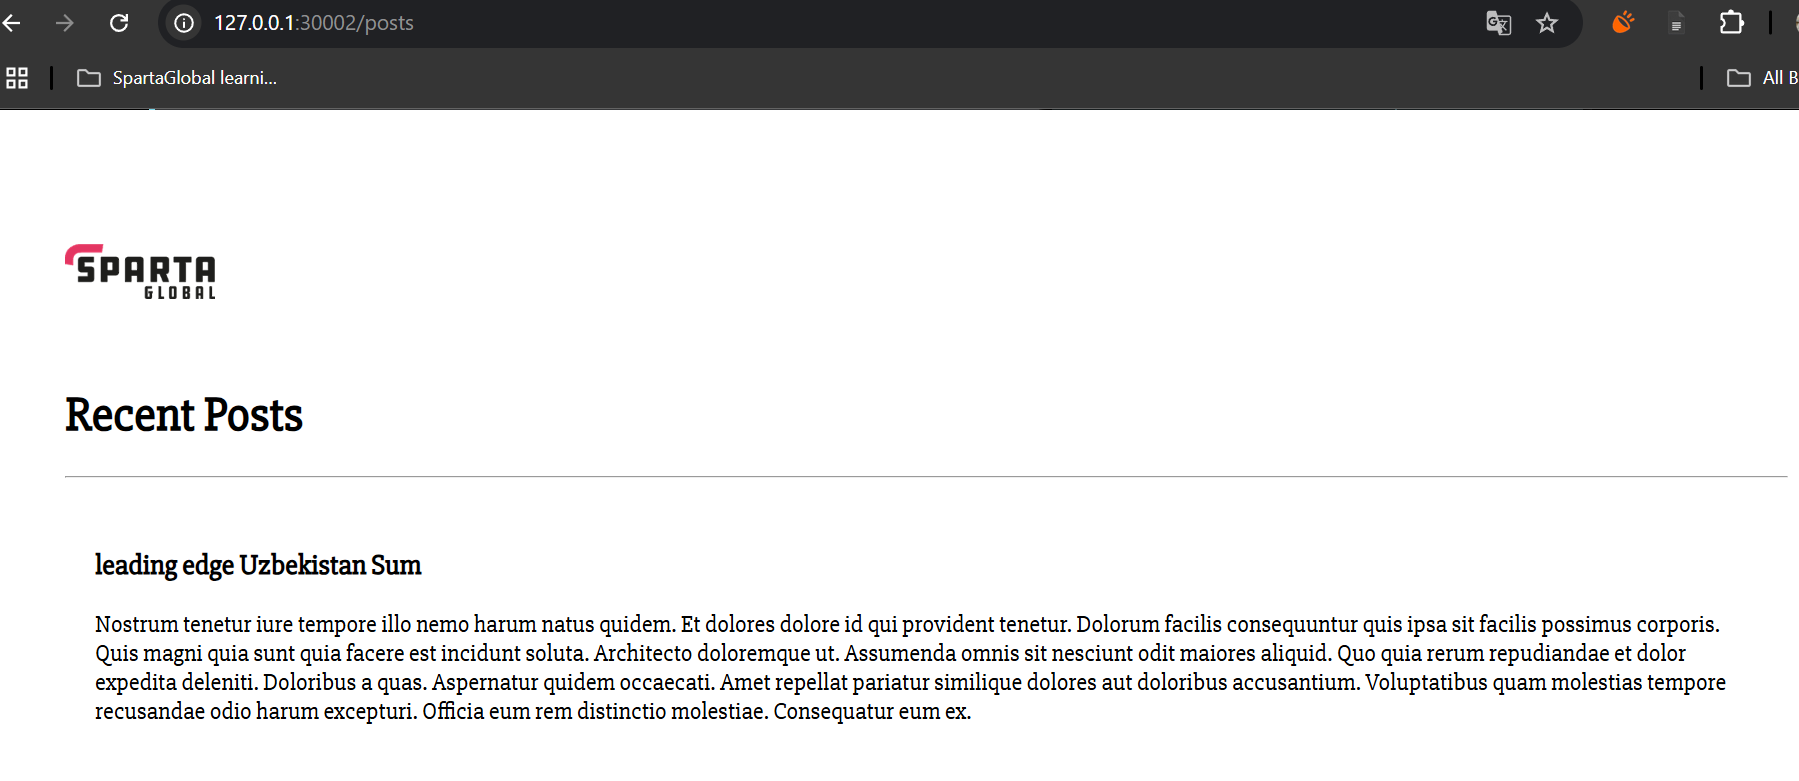 127.0.0.1:30002/posts
SpartaGlobal learni...
All B
SPARTA
GLOBAL
Recent Posts
leading edge Uzbekistan Sum
Nostrum tenetur iure tempore illo nemo harum natus quidem. Et dolores dolore id qui provident tenetur. Dolorum facilis consequuntur quis ipsa sit facilis possimus corporis.
Quis magni quia sunt quia facere est incidunt soluta. Architecto doloremque ut. Assumenda omnis sit nesciunt odit maiores aliquid. Quo quia rerum repudiandae et dolor
expedita deleniti. Doloribus a quas. Aspernatur quidem occaecati. Amet repellat pariatur similique dolores aut doloribus accusantium. Voluptatibus quam molestias tempore
recusandae odio harum excepturi. Officia eum rem distinctio molestiae. Consequatur eum ex.